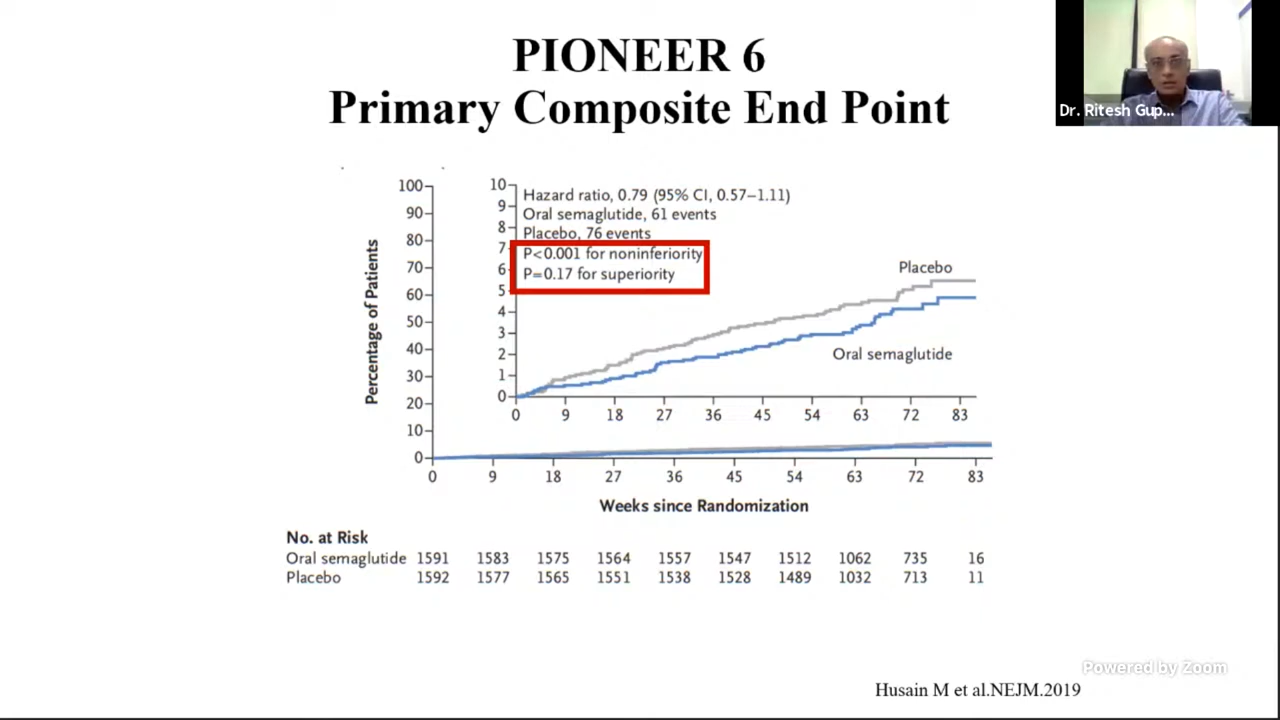 PIONEER 6
Primary Composite End Point
Dr. Ritesh Gup...
Percentage of Patients
100
90
80
70
60
50
40
30
20
10
0
10
9
8
7
6
5
4
3
2
1
0
Hazard ratio, 0.79 (95% CI, 0.57–1.11)
Oral semaglutide, 61 events
Placebo, 76 events
P<0.001 for noninferiority
P=0.17 for superiority
Placebo
Oral semaglutide
0 9 18 27 36 45 54 63 72 83
0 9 18 27 36 45 54 63 72 83
Weeks since Randomization
No. at Risk
Oral semaglutide 1591 1583 1575 1564 1557 1547 1512 1062 735 16
Placebo 1592 1577 1565 1551 1538 1528 1489 1032 713 11
Powered by Zoom
Husain M et al.NEJM.2019